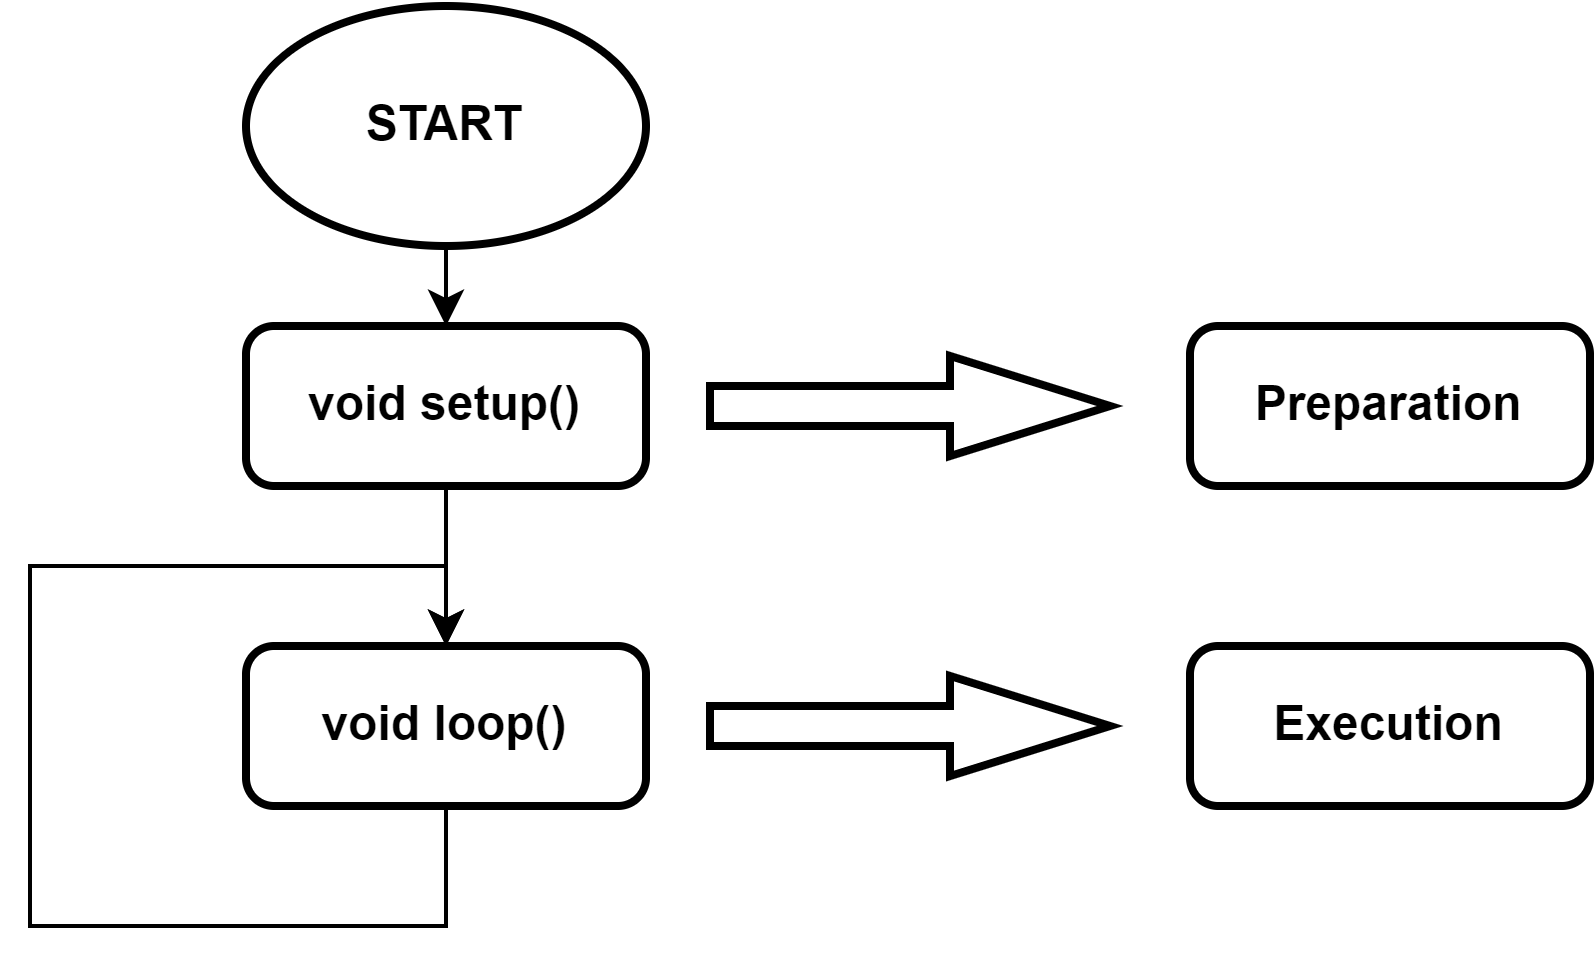 START
void setup()
Preparation
void loop()
Execution